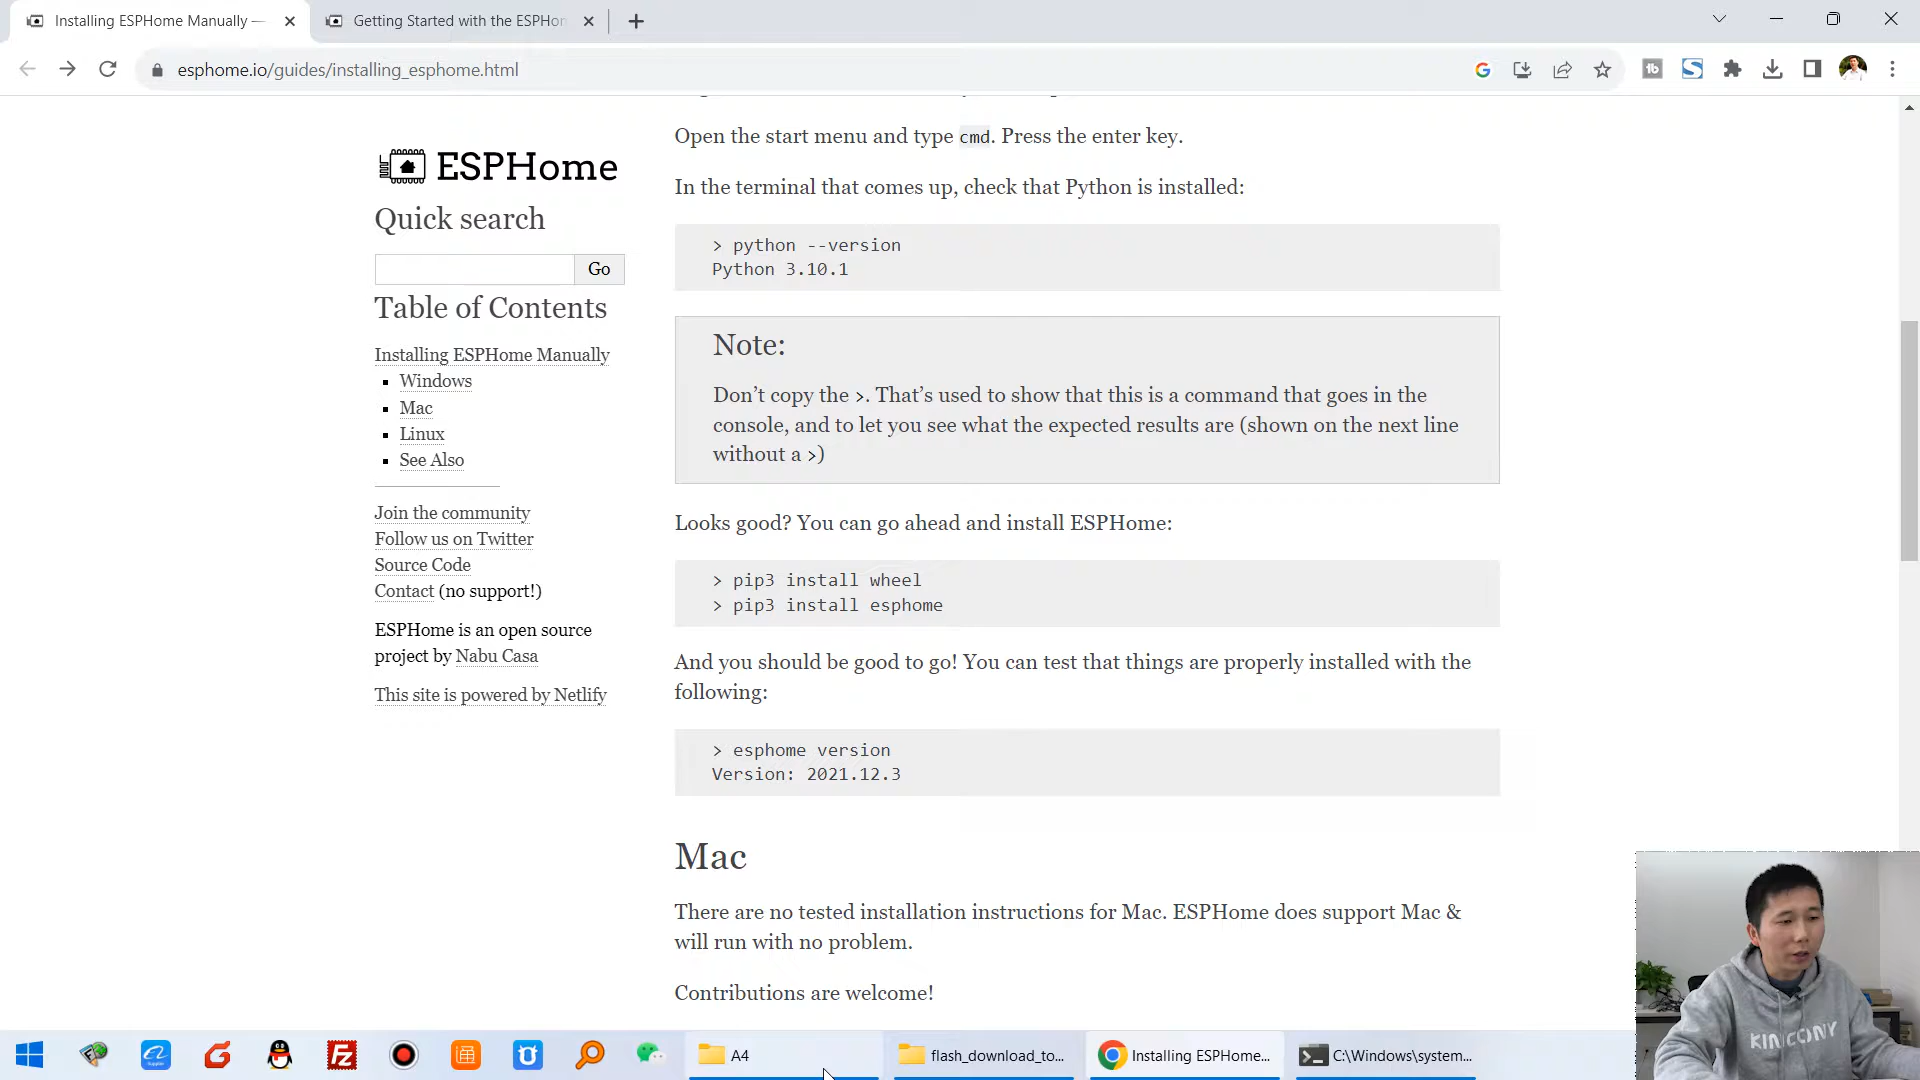 Installing ESPHome Manually —
Getting Started with the ESPHom
esphome.io/guides/installing_esphome.html
ESPHome
Quick search
Go
Table of Contents
Installing ESPHome Manually
Windows
Mac
Linux
See Also
Join the community
Follow us on Twitter
Source Code
Contact (no support!)
ESPHome is an open source
project by Nabu Casa
This site is powered by Netlify
Open the start menu and type cmd. Press the enter key.
In the terminal that comes up, check that Python is installed:
> python --version
Python 3.10.1
Note:
Don’t copy the >. That’s used to show that this is a command that goes in the
console, and to let you see what the expected results are (shown on the next line
without a >)
Looks good? You can go ahead and install ESPHome:
> pip3 install wheel
> pip3 install esphome
And you should be good to go! You can test that things are properly installed with the
following:
> esphome version
Version: 2021.12.3
Mac
There are no tested installation instructions for Mac. ESPHome does support Mac &
will run with no problem.
Contributions are welcome!
KINCONY
A4
flash_download_to...
Installing ESPHome...
C:\Windows\system...